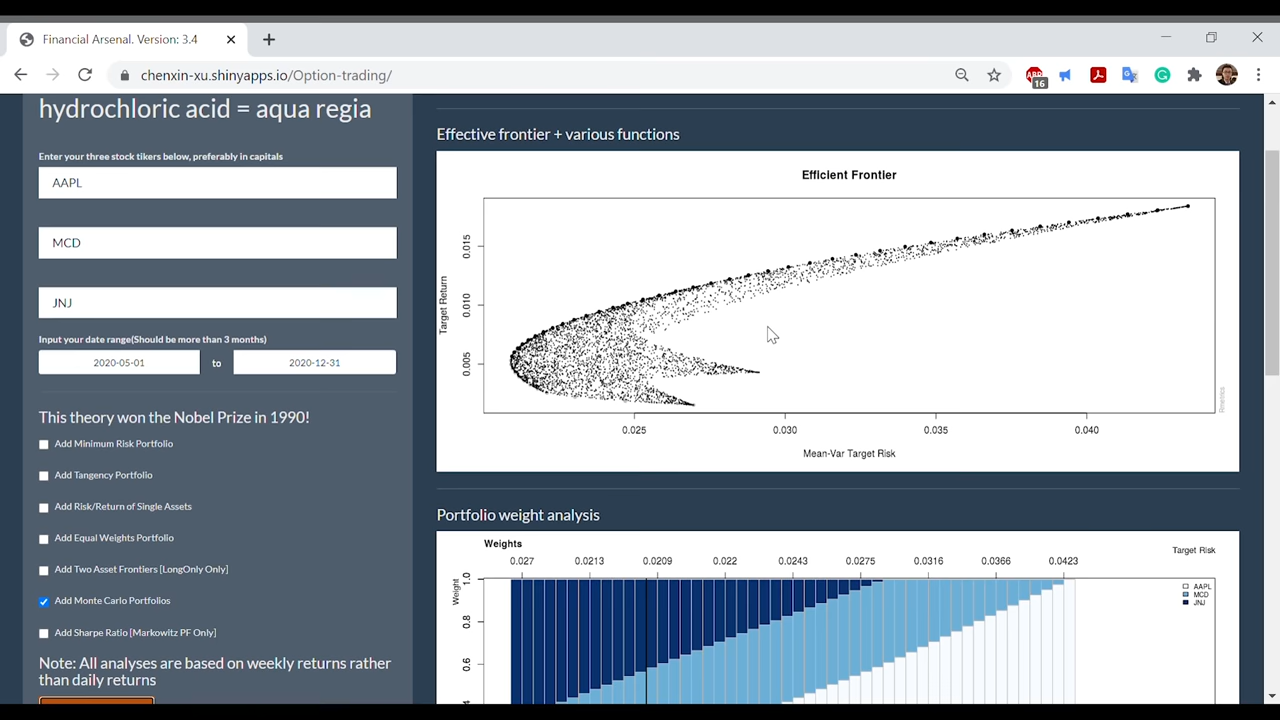 Financial Arsenal. Version: 3.4
chenxin-xu.shinyapps.io/Option-trading/
16
hydrochloric acid = aqua regia
Enter your three stock tikers below, preferably in capitals
AAPL
MCD
JNJ
Input your date range(Should be more than 3 months)
2020-05-01 to 2020-12-31
This theory won the Nobel Prize in 1990!
Add Minimum Risk Portfolio
Add Tangency Portfolio
Add Risk/Return of Single Assets
Add Equal Weights Portfolio
Add Two Asset Frontiers [LongOnly Only]
Add Monte Carlo Portfolios
Add Sharpe Ratio [Markowitz PF Only]
Note: All analyses are based on weekly returns rather
than daily returns
Effective frontier + various functions
Efficient Frontier
Target Return
0.015
0.010
0.005
0.025 0.030 0.035 0.040
Mean-Var Target Risk
Rmetrics
Portfolio weight analysis
Weights
Target Risk
0.027 0.0213 0.0209 0.022 0.0243 0.0275 0.0316 0.0366 0.0423
Weight
1.0
0.8
0.6
AAPL
MCD
JNJ